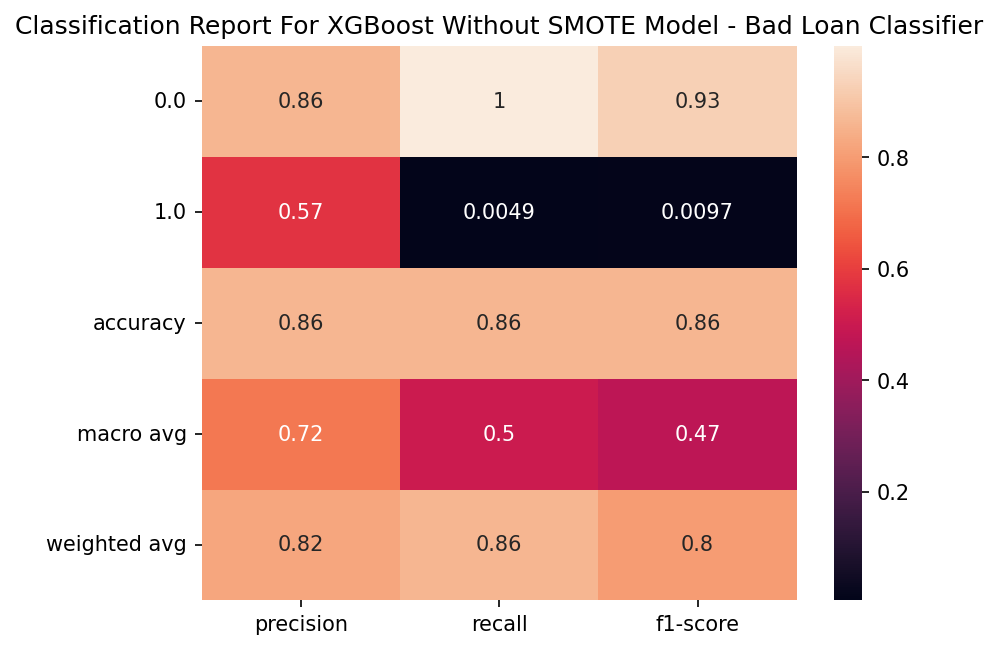 Classification Report For XGBoost Without SMOTE Model - Bad Loan Classifier
0.0 0.86 1 0.93
0.8
1.0 0.57 0.0049 0.0097
0.6
accuracy 0.86 0.86 0.86
0.4
macro avg 0.72 0.5 0.47
0.2
weighted avg 0.82 0.86 0.8
precision recall f1-score